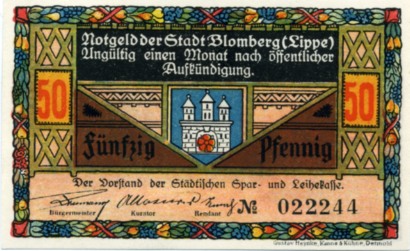 Notgeld der Stadt Blomberg (Lippe)
Ungültig einen Monat nach öffentlicher
Aufkündigung.
50 50
Fünfzig Pfennig
Der Vorstand der Städtischen Spar- und Leihekasse.
Bürgermeister Kurator Rendant № 022244